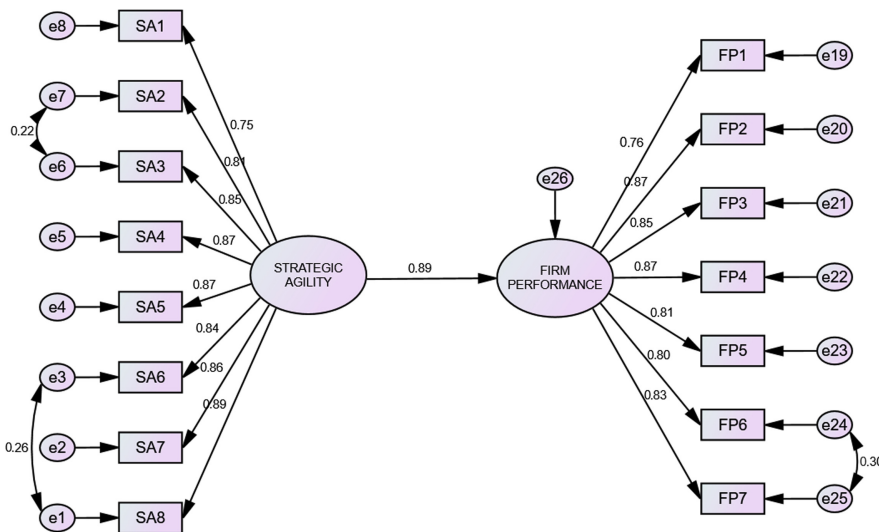 e8
SA1
e7
SA2
0.22
e6
SA3
e5
SA4
e4
SA5
e3
SA6
0.26
e2
SA7
e1
SA8
0.75
0.81
0.85
0.87
0.87
0.84
0.86
0.89
STRATEGIC
AGILITY
0.89
e26
FIRM
PERFORMANCE
0.76
0.87
0.85
0.87
0.81
0.80
0.83
FP1
e19
FP2
e20
FP3
e21
FP4
e22
FP5
e23
FP6
e24
0.30
FP7
e25